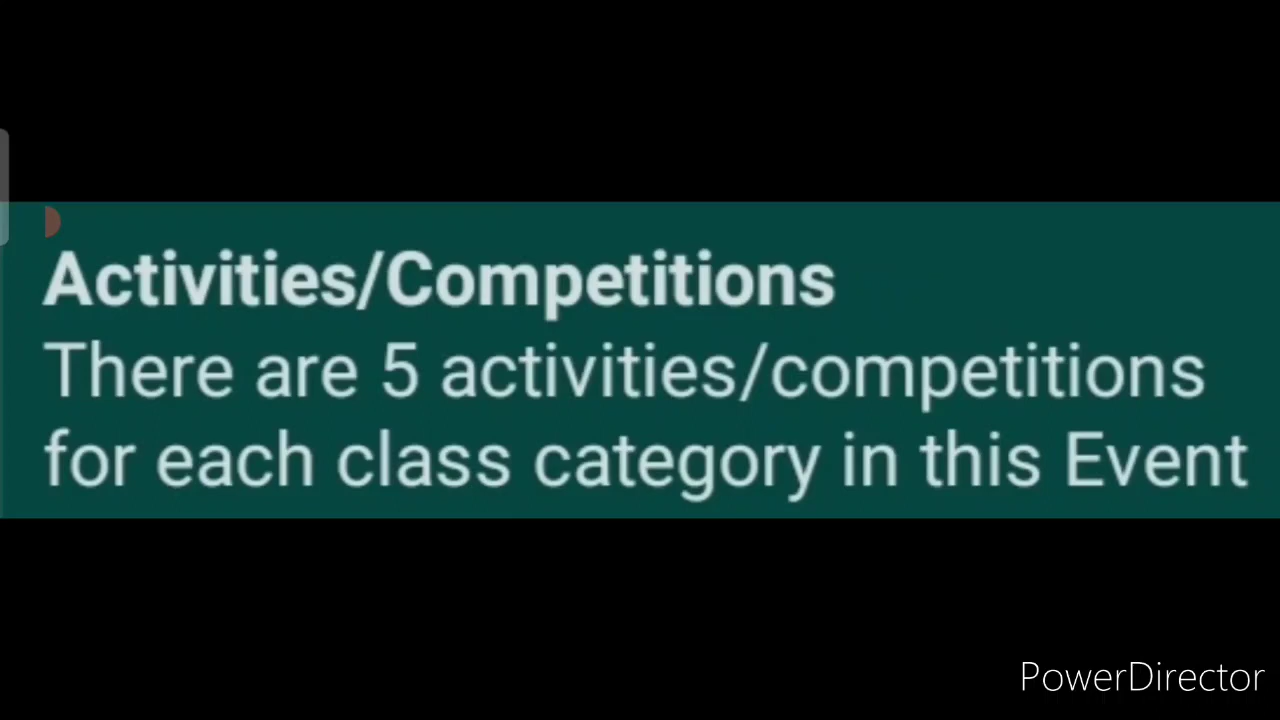 Activities/Competitions
There are 5 activities/competitions
for each class category in this Event
PowerDirector